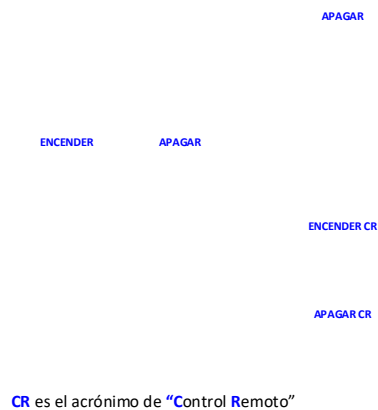 APAGAR
ENCENDER APAGAR
ENCENDER CR
APAGAR CR
CR es el acrónimo de “Control Remoto”